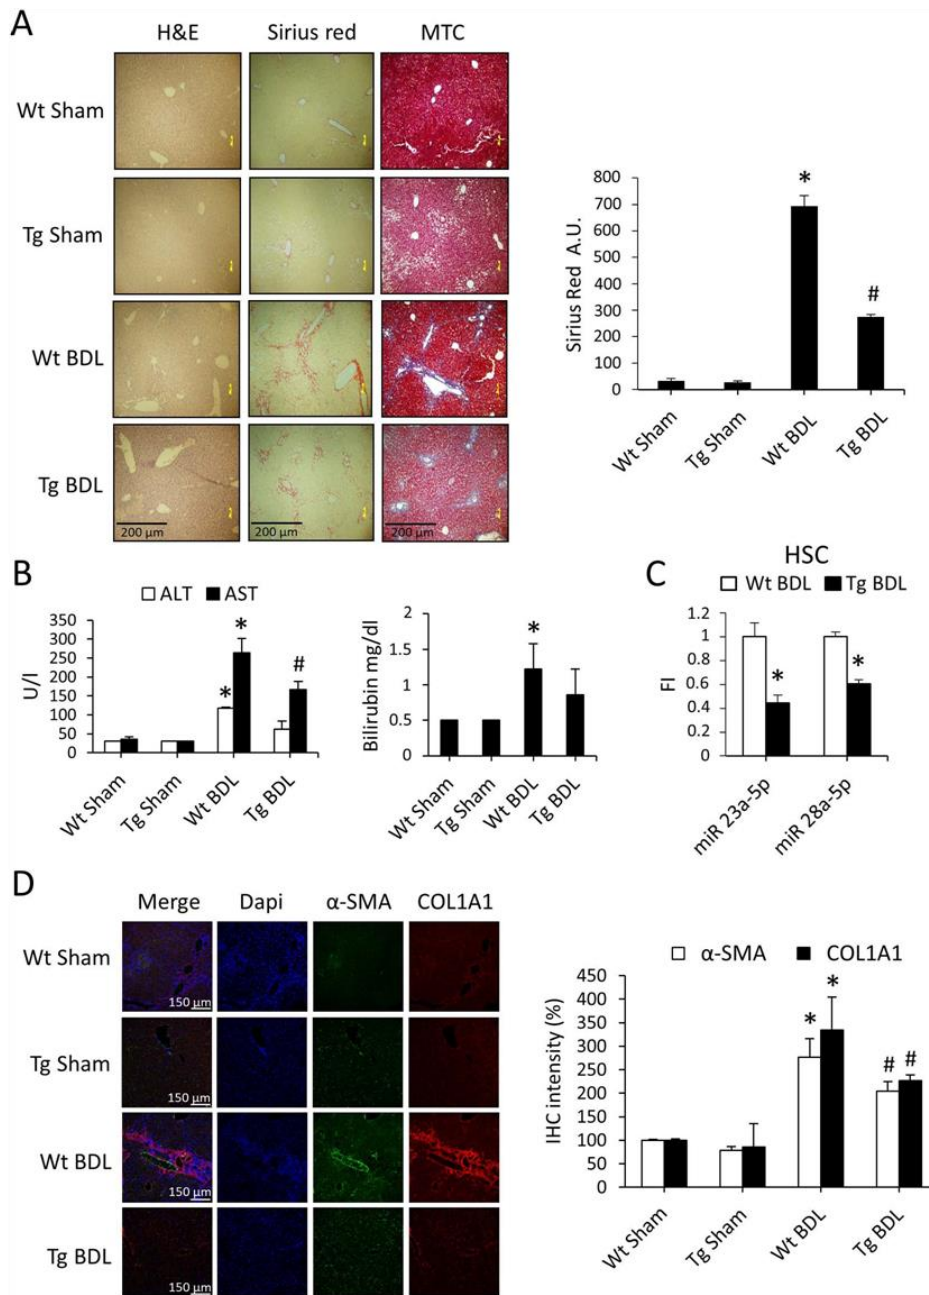 A
H&E Sirius red MTC
Wt Sham
Tg Sham
Wt BDL
Tg BDL
200 µm 200 µm 200 µm
Sirius Red A.U.
800
700
600
500
400
300
200
100
0
*
#
Wt Sham Tg Sham Wt BDL Tg BDL
B
ALT AST
U/I
350
300
250
200
150
100
50
0
*
*
#
Wt Sham Tg Sham Wt BDL Tg BDL
Bilirubin mg/dl
2
1.5
1
0.5
0
*
Wt Sham Tg Sham Wt BDL Tg BDL
C
HSC
Wt BDL Tg BDL
FI
1.2
1
0.8
0.6
0.4
0.2
0
*
*
miR 23a-5p miR 28a-5p
D
Merge Dapi α-SMA COL1A1
Wt Sham
150 µm
Tg Sham
150 µm
Wt BDL
150 µm
Tg BDL
150 µm
α-SMA COL1A1
IHC intensity (%)
450
400
350
300
250
200
150
100
50
0
*
*
# #
Wt Sham Tg Sham Wt BDL Tg BDL